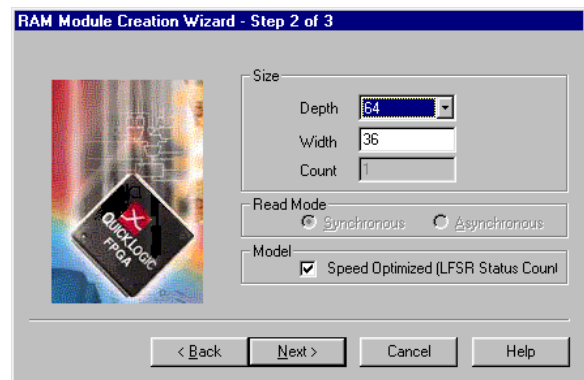 RAM Module Creation Wizard - Step 2 of 3
Size
Depth 64
Width 36
Count 1
Read Mode
Synchronous Asynchronous
Model
Speed Optimized (LFSR Status Count
QUICKLOGIC
FPGA
< Back Next > Cancel Help